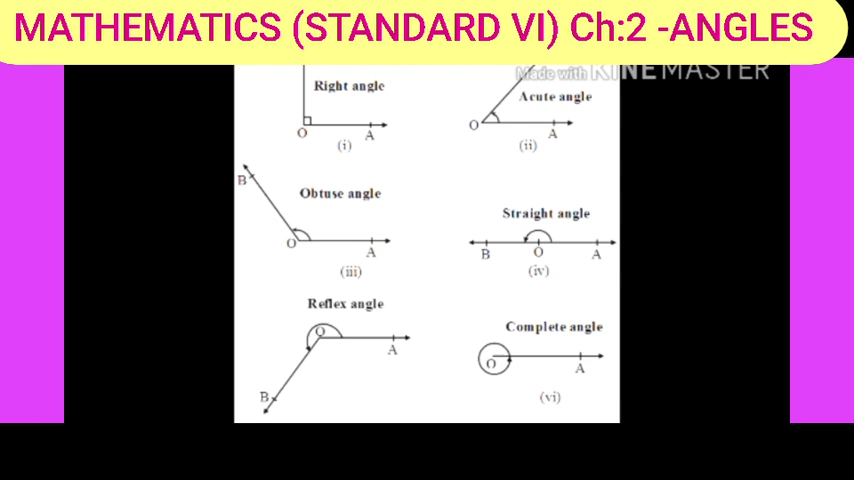 MATHEMATICS (STANDARD VI) Ch:2 -ANGLES
Made with KINEMASTER
Right angle
O A
(i)
Acute angle
O A
(ii)
B
Obtuse angle
O A
(iii)
Straight angle
B O A
(iv)
Reflex angle
O
A
B
Complete angle
O A
(vi)